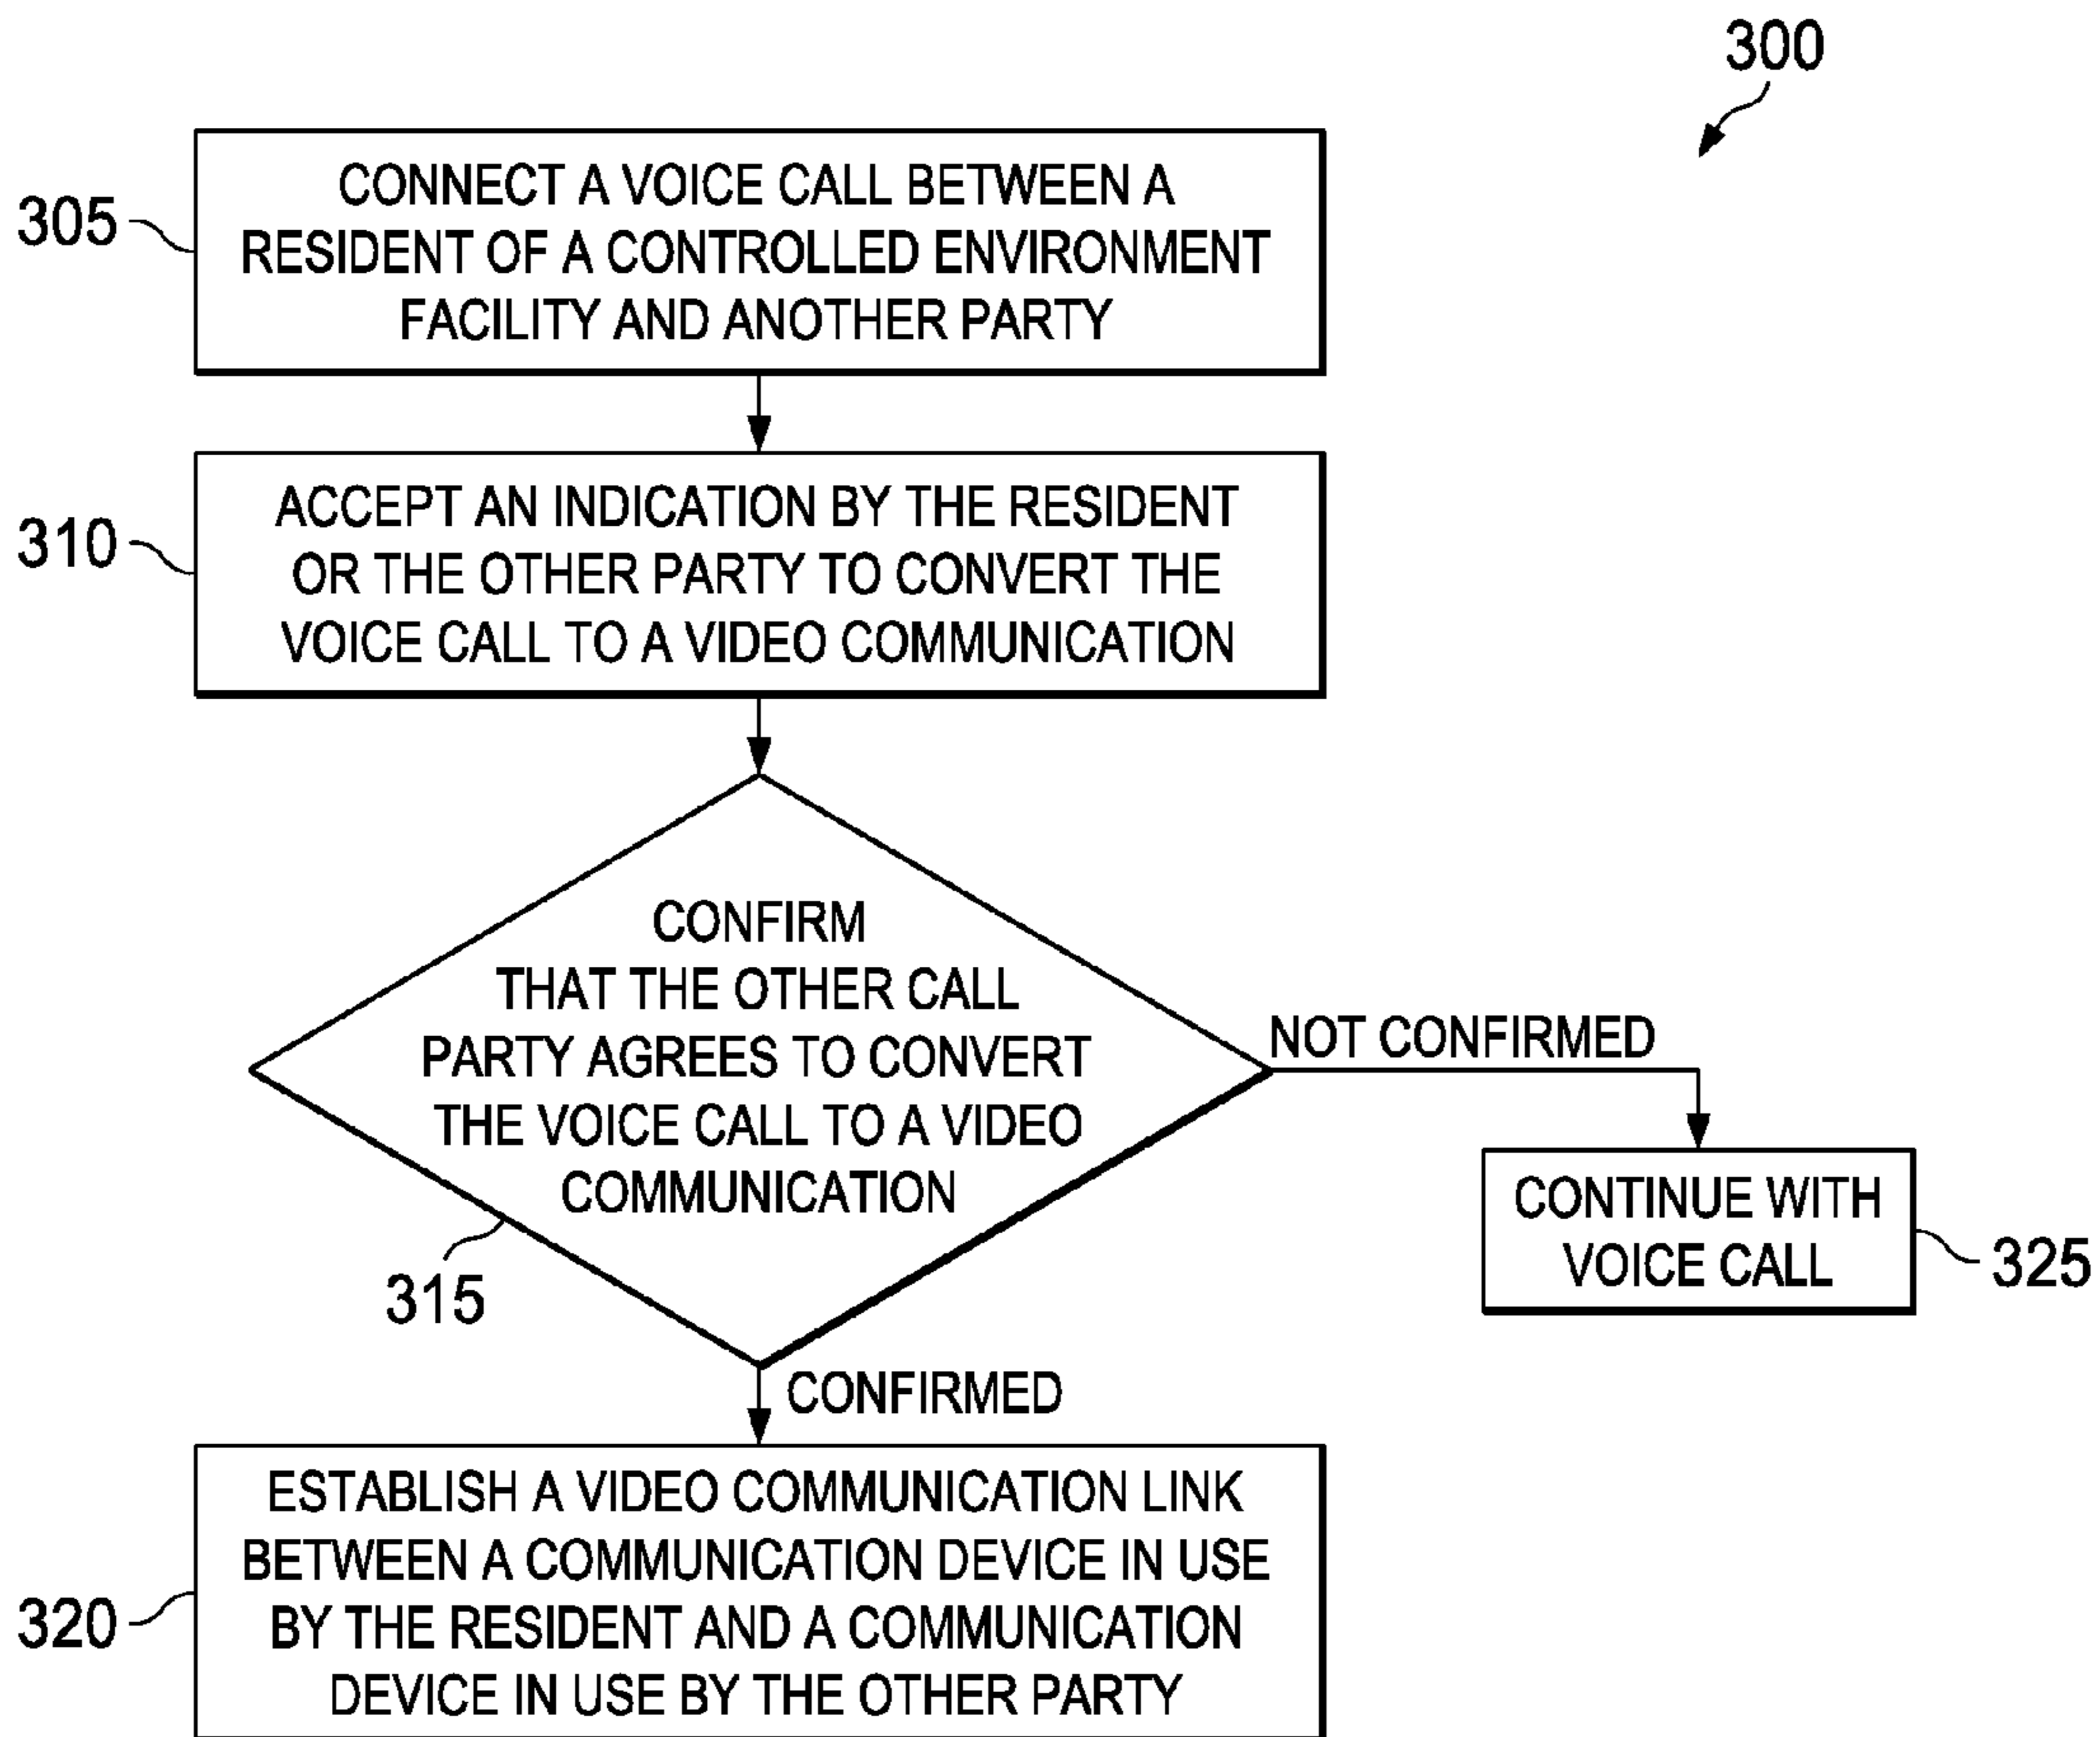 300
305
CONNECT A VOICE CALL BETWEEN A
RESIDENT OF A CONTROLLED ENVIRONMENT
FACILITY AND ANOTHER PARTY
310
ACCEPT AN INDICATION BY THE RESIDENT
OR THE OTHER PARTY TO CONVERT THE
VOICE CALL TO A VIDEO COMMUNICATION
CONFIRM
THAT THE OTHER CALL
PARTY AGREES TO CONVERT
THE VOICE CALL TO A VIDEO
COMMUNICATION
315
NOT CONFIRMED
CONTINUE WITH
VOICE CALL
325
CONFIRMED
320
ESTABLISH A VIDEO COMMUNICATION LINK
BETWEEN A COMMUNICATION DEVICE IN USE
BY THE RESIDENT AND A COMMUNICATION
DEVICE IN USE BY THE OTHER PARTY